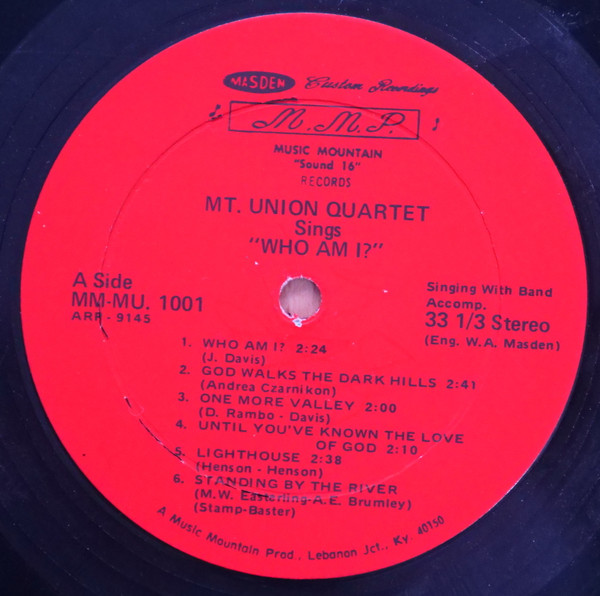 MASDEN Custom Recordings
M.M.P.
MUSIC MOUNTAIN
"Sound 16"
RECORDS
MT. UNION QUARTET
Sings
"WHO AM I?"
A Side
MM-MU. 1001
ARP - 9145
Singing With Band
Accomp.
33 1/3 Stereo
(Eng. W.A. Masden)
1. WHO AM I? 2:24
(J. Davis)
2. GOD WALKS THE DARK HILLS 2:41
(Andrea Czarnikon)
3. ONE MORE VALLEY 2:00
(D. Rambo - Davis)
4. UNTIL YOU'VE KNOWN THE LOVE
OF GOD 2:10
5. LIGHTHOUSE 2:38
(Henson - Henson)
6. STANDING BY THE RIVER
(M.W. Easterling-A.E. Brumley)
(Stamp-Baster)
A Music Mountain Prod. Lebanon Jct., Ky. 40150